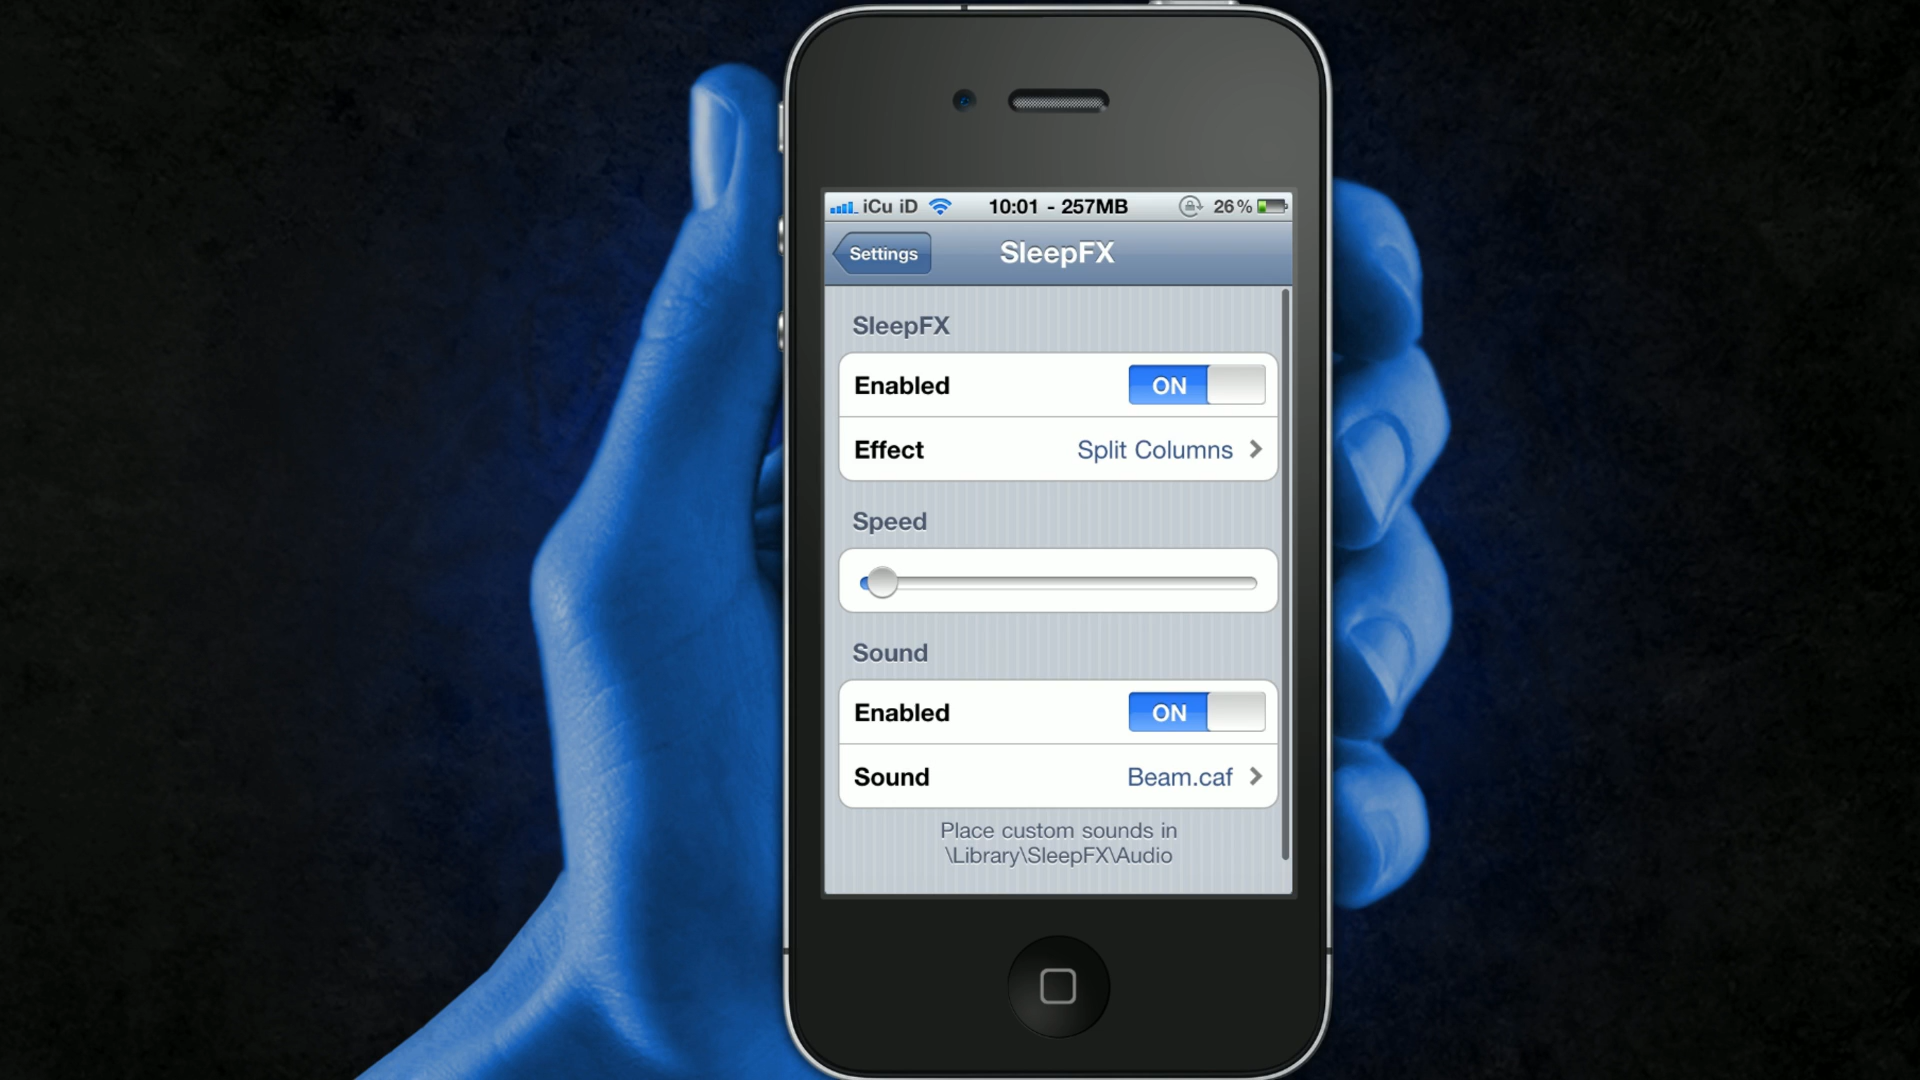 iCu iD 10:01 - 257MB 26%
Settings SleepFX
SleepFX
Enabled ON
Effect Split Columns
Speed
Sound
Enabled ON
Sound Beam.caf
Place custom sounds in
\Library\SleepFX\Audio